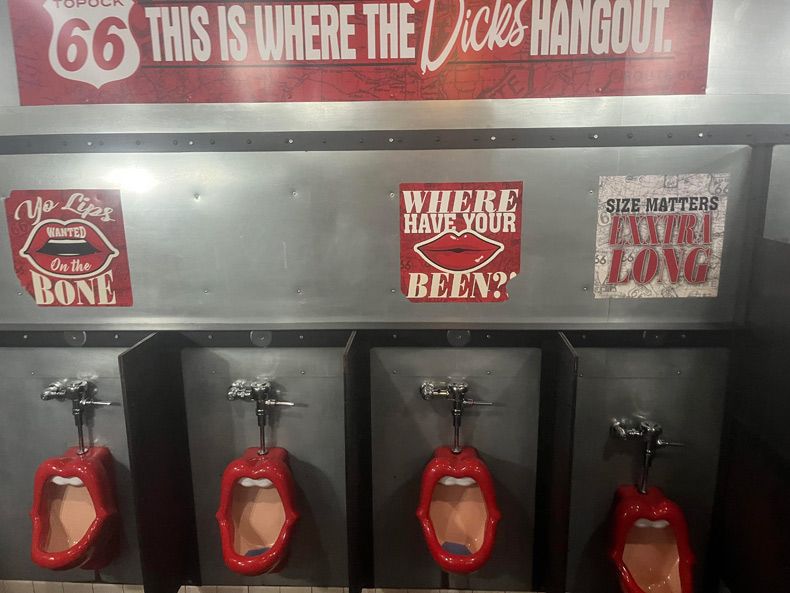 TOPOCK
66
THIS IS WHERE THE Dicks HANGOUT.
Yo Lips
WANTED
On the
BONE
WHERE
HAVE YOUR
BEEN?!
SIZE MATTERS
EXXTRA
LONG